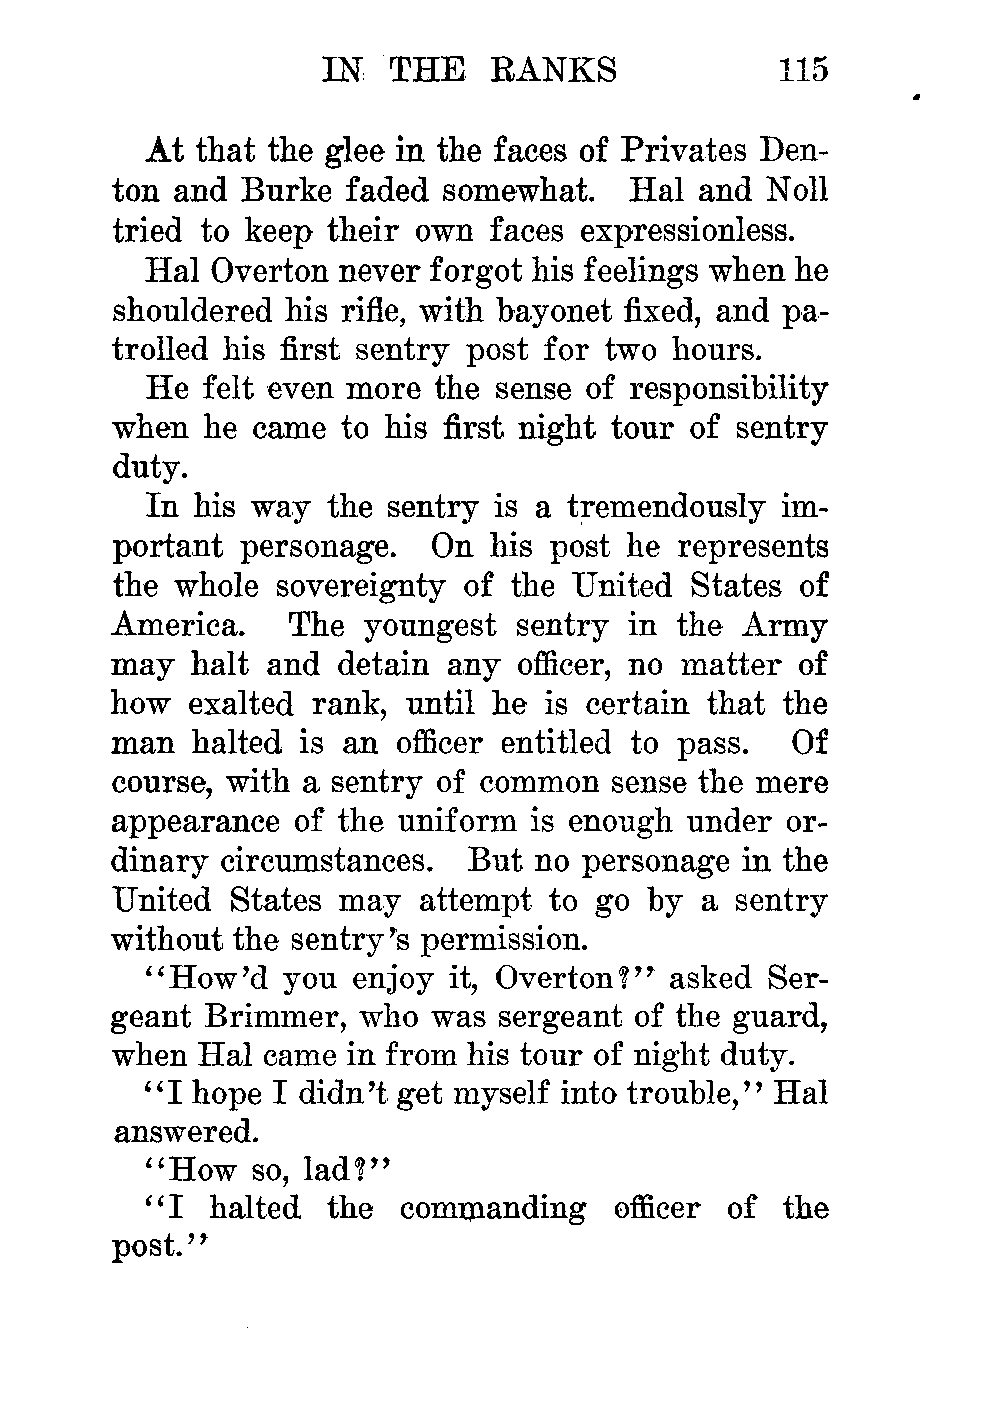 IN THE RANKS 115
At that the glee in the faces of Privates Den-
ton and Burke faded somewhat. Hal and Noll
tried to keep their own faces expressionless.
Hal Overton never forgot his feelings when he
shouldered his rifle, with bayonet fixed, and pa-
trolled his first sentry post for two hours.
He felt even more the sense of responsibility
when he came to his first night tour of sentry
duty.
In his way the sentry is a tremendously im-
portant personage. On his post he represents
the whole sovereignty of the United States of
America. The youngest sentry in the Army
may halt and detain any officer, no matter of
how exalted rank, until he is certain that the
man halted is an officer entitled to pass. Of
course, with a sentry of common sense the mere
appearance of the uniform is enough under or-
dinary circumstances. But no personage in the
United States may attempt to go by a sentry
without the sentry's permission.
"How'd you enjoy it, Overton?" asked Ser-
geant Brimmer, who was sergeant of the guard,
when Hal came in from his tour of night duty.
"I hope I didn't get myself into trouble," Hal
answered.
"How so, lad?"
"I halted the commanding officer of the
post."